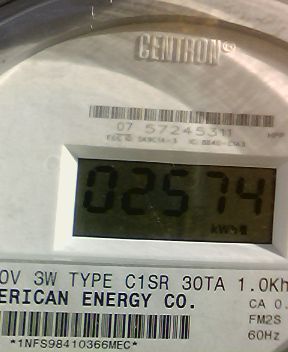 CENTRON®
07 57245311
02574
kWh
0V 3W TYPE C1SR 30TA 1.0Kh
ERICAN ENERGY CO.
CA 0.
FM2S
60Hz
*1NFS98410366MEC*